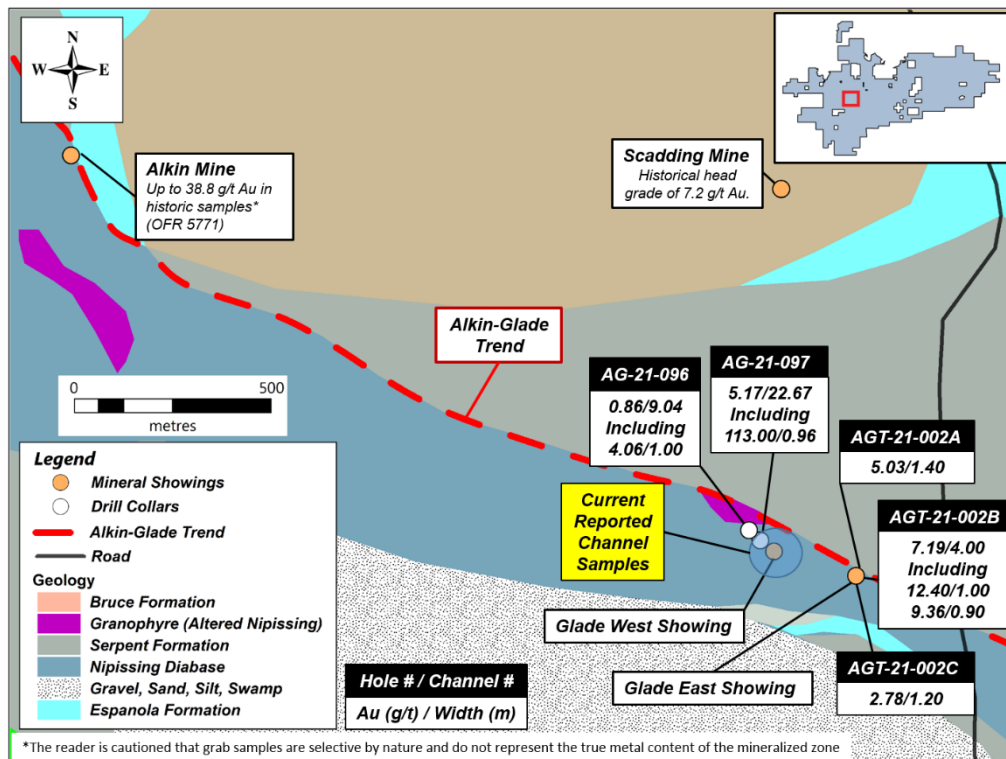 N
W E
S
Alkin Mine
Up to 38.8 g/t Au in
historic samples*
(OFR 5771)
Scadding Mine
Historical head
grade of 7.2 g/t Au.
Alkin-Glade
Trend
0 500
metres
AG-21-096
0.86/9.04
Including
4.06/1.00
AG-21-097
5.17/22.67
Including
113.00/0.96
AGT-21-002A
5.03/1.40
AGT-21-002B
7.19/4.00
Including
12.40/1.00
9.36/0.90
AGT-21-002C
2.78/1.20
Current
Reported
Channel
Samples
Glade West Showing
Glade East Showing
Legend
Mineral Showings
Drill Collars
Alkin-Glade Trend
Road
Geology
Bruce Formation
Granophyre (Altered Nipissing)
Serpent Formation
Nipissing Diabase
Gravel, Sand, Silt, Swamp
Espanola Formation
Hole # / Channel #
Au (g/t) / Width (m)
*The reader is cautioned that grab samples are selective by nature and do not represent the true metal content of the mineralized zone